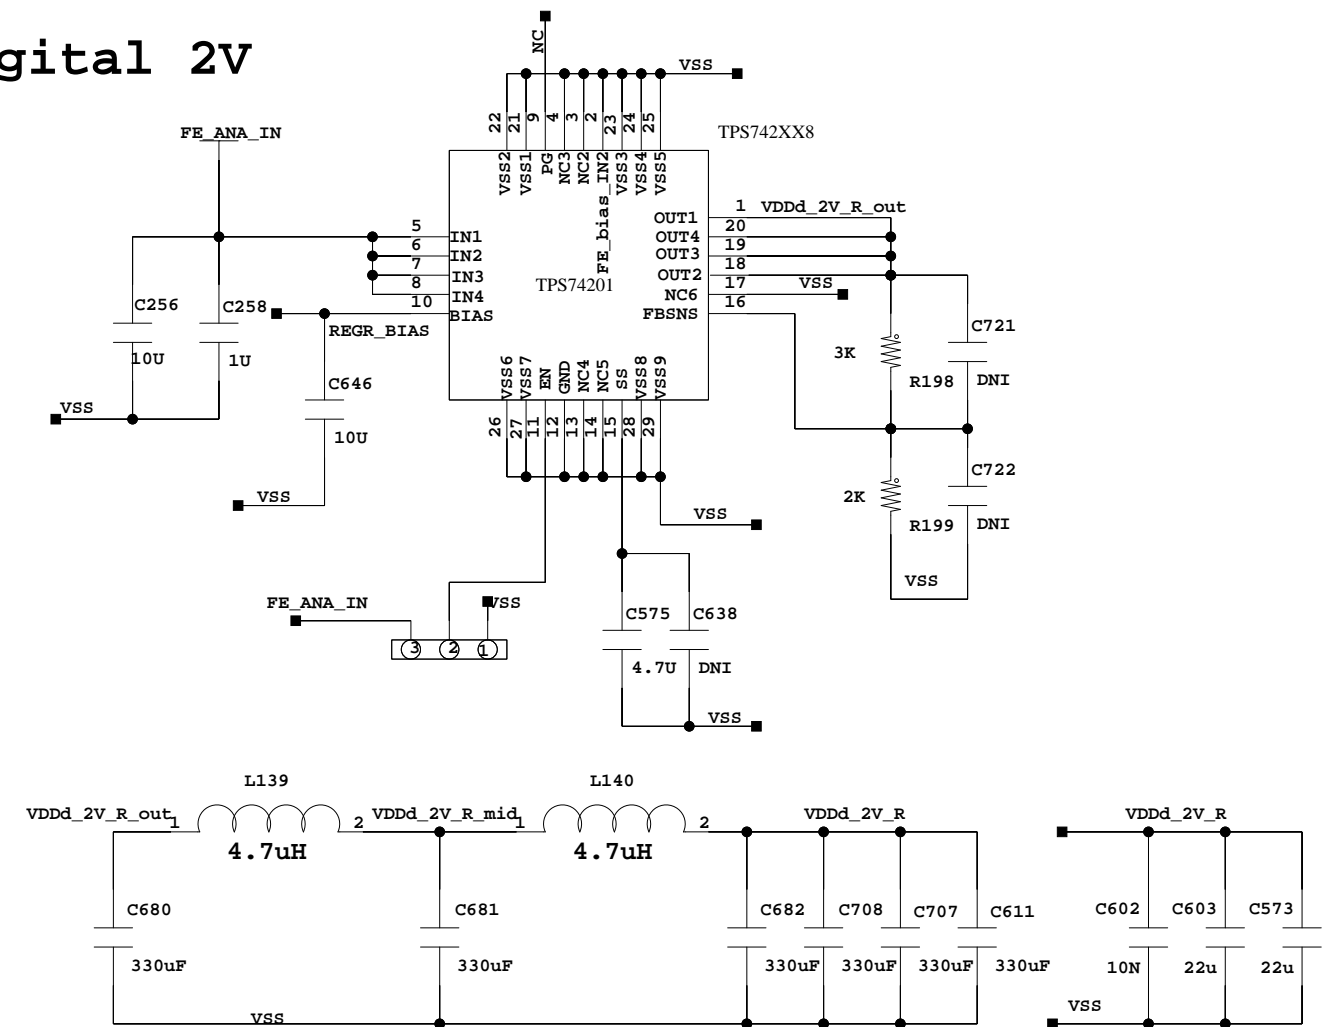 gital 2V
NC
VSS
TPS742XX8
FE_ANA_IN
22
21
9
4
3
2
23
24
25
VSS2
VSS1
PG
NC3
NC2
FE_bias_IN2
VSS3
VSS4
VSS5
5
6
7
8
10
IN1
IN2
IN3
IN4
BIAS
TPS74201
OUT1
OUT4
OUT3
OUT2
NC6
FBSNS
1
20
19
18
17
16
VDDd_2V_R_out
VSS
C256
10U
C258
1U
REGR_BIAS
VSS
C646
10U
VSS
VSS6
VSS7
EN
GND
NC4
NC5
SS
VSS8
VSS9
26
27
11
12
13
14
15
28
29
3K
R198
C721
DNI
2K
R199
C722
DNI
VSS
VSS
FE_ANA_IN
VSS
3
2
1
C575
4.7U
C638
DNI
VSS
L139
L140
VDDd_2V_R_out
1
2
VDDd_2V_R_mid
1
2
VDDd_2V_R
VDDd_2V_R
4.7uH
4.7uH
C680
C681
C682
C708
C707
C611
C602
C603
C573
330uF
330uF
330uF
330uF
330uF
330uF
10N
22u
22u
VSS
VSS